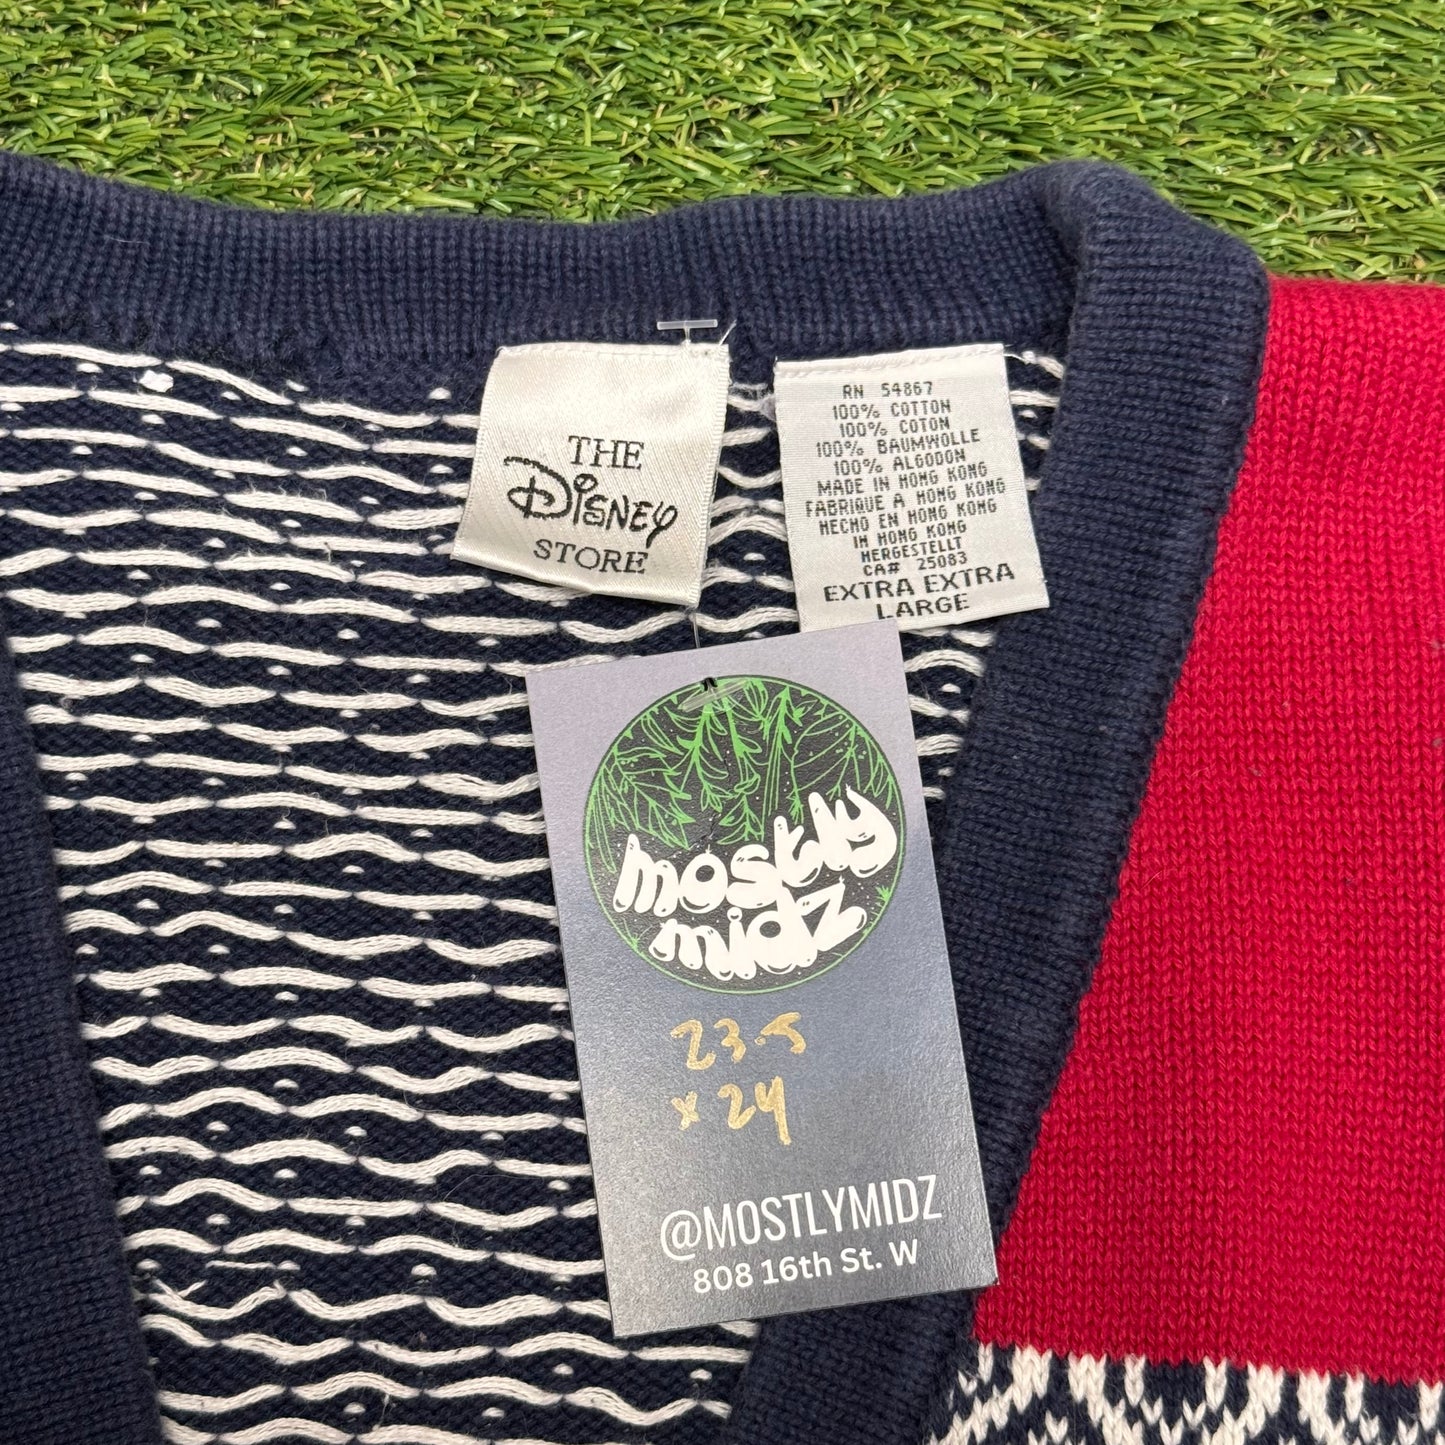 THE
Disney
STORE
RN 54867
100% COTTON
100% COTON
100% BAUMWOLLE
100% ALGODON
MADE IN HONG KONG
FABRIQUE A HONG KONG
HECHO EN HONG KONG
IN HONG KONG
HERGESTELLT
CA# 25083
EXTRA EXTRA
LARGE
mostly
midz
23.5
x 24
@MOSTLYMIDZ
808 16th St. W